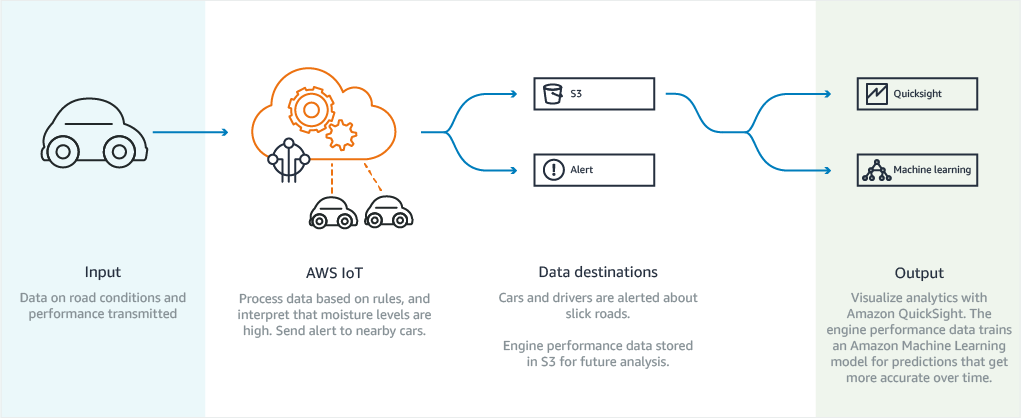 S3
Alert
Quicksight
Machine learning
Input
Data on road conditions and
performance transmitted
AWS IoT
Process data based on rules, and
interpret that moisture levels are
high. Send alert to nearby cars.
Data destinations
Cars and drivers are alerted about
slick roads.
Engine performance data stored
in S3 for future analysis.
Output
Visualize analytics with
Amazon QuickSight. The
engine performance data trains
an Amazon Machine Learning
model for predictions that get
more accurate over time.